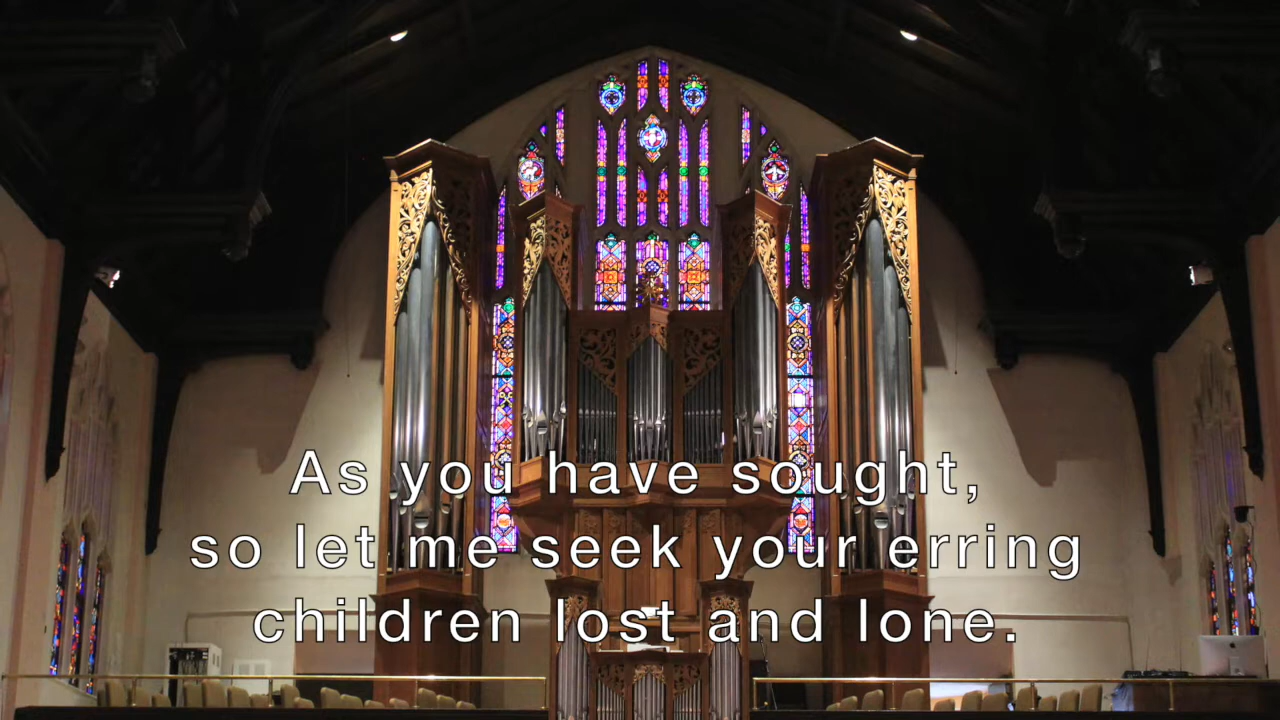 As you have sought,
so let me seek your erring
children lost and lone.